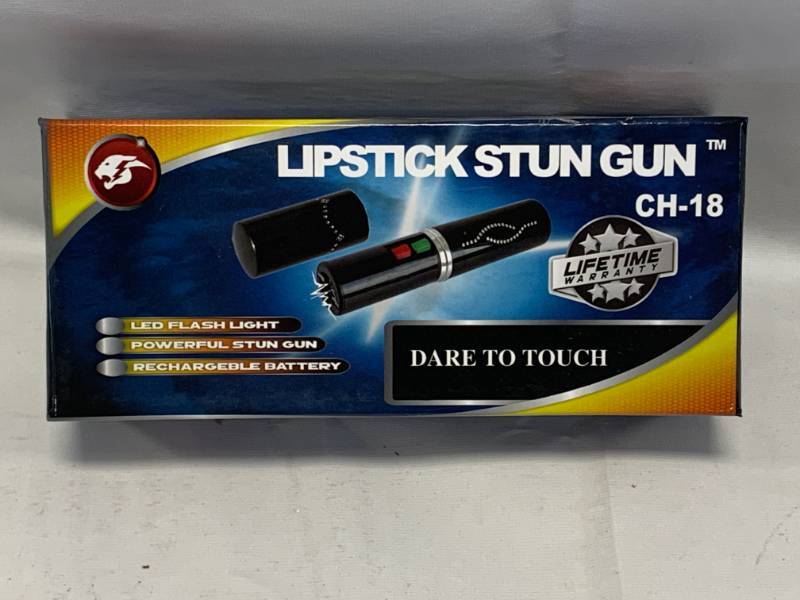 LIPSTICK STUN GUN ™
CH-18
LIFETIME
WARRANTY
LED FLASH LIGHT
POWERFUL STUN GUN
RECHARGEBLE BATTERY
DARE TO TOUCH